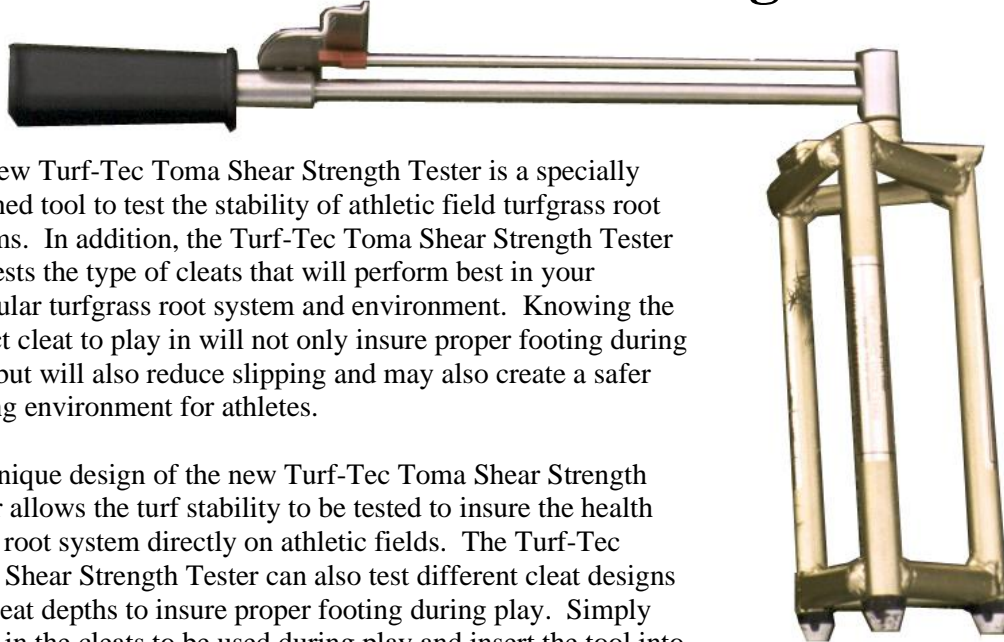 ew Turf-Tec Toma Shear Strength Tester is a specially
ned tool to test the stability of athletic field turfgrass root
ms. In addition, the Turf-Tec Toma Shear Strength Tester
ests the type of cleats that will perform best in your
ular turfgrass root system and environment. Knowing the
ct cleat to play in will not only insure proper footing during
but will also reduce slipping and may also create a safer
ng environment for athletes.
nique design of the new Turf-Tec Toma Shear Strength
r allows the turf stability to be tested to insure the health
root system directly on athletic fields. The Turf-Tec
Shear Strength Tester can also test different cleat designs
eat depths to insure proper footing during play. Simply
in the cleats to be used during play and insert the tool into